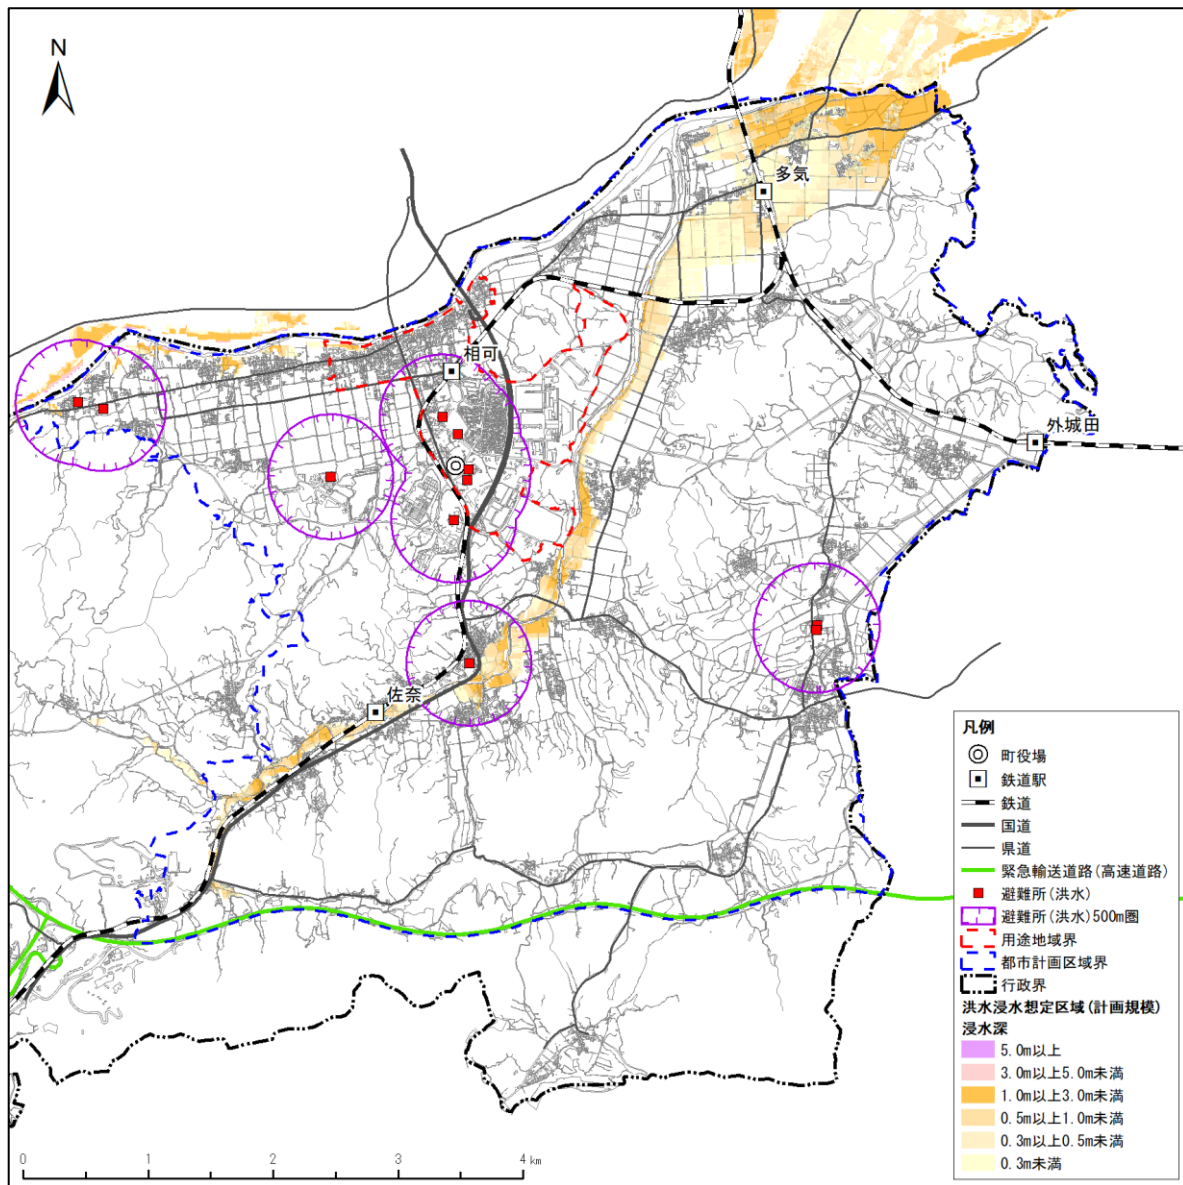 N
多気
相可
外城田
佐奈
凡例
町役場
鉄道駅
鉄道
国道
県道
緊急輸送道路(高速道路)
避難所(洪水)
避難所(洪水)500m圏
用途地域界
都市計画区域界
行政界
洪水浸水想定区域(計画規模)
浸水深
5.0m以上
3.0m以上5.0m未満
1.0m以上3.0m未満
0.5m以上1.0m未満
0.3m以上0.5m未満
0.3m未満
0 1 2 3 4 km